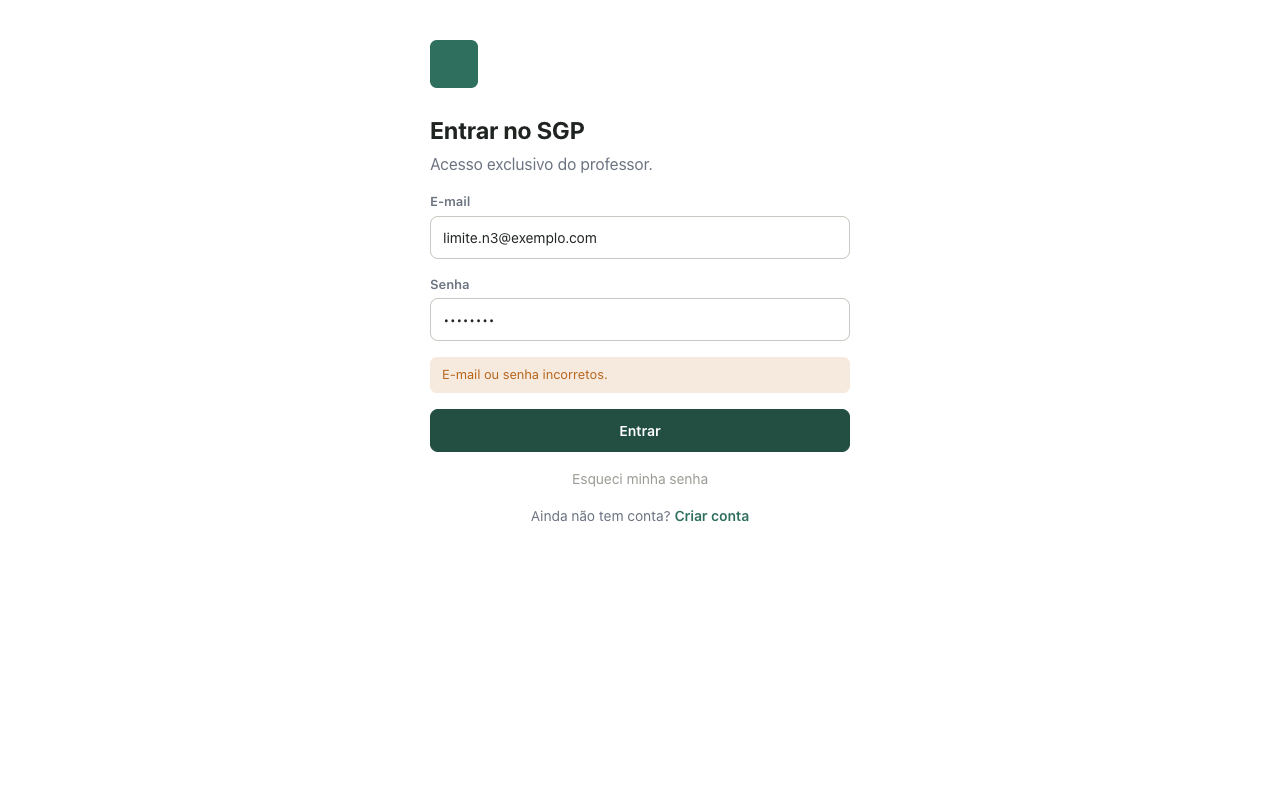 Entrar no SGP
Acesso exclusivo do professor.
E-mail
limite.n3@exemplo.com
Senha
••••••••
E-mail ou senha incorretos.
Entrar
Esqueci minha senha
Ainda não tem conta? Criar conta